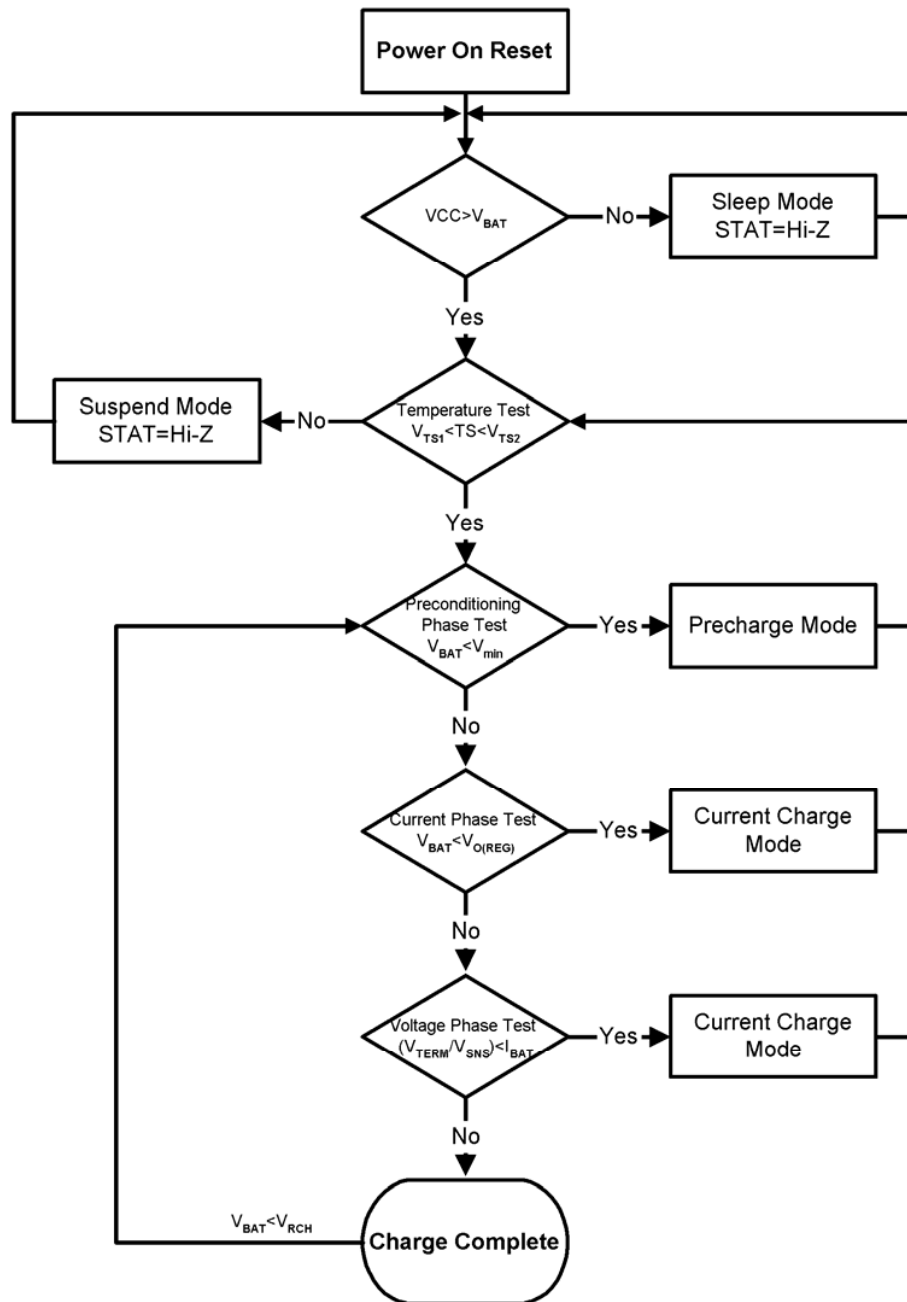 Power On Reset
VCC>VBAT
No
Sleep Mode
STAT=Hi-Z
Yes
Suspend Mode
STAT=Hi-Z
No
Temperature Test
VTS1<TS<VTS2
Yes
Preconditioning
Phase Test
VBAT<Vmin
Yes
Precharge Mode
No
Current Phase Test
VBAT<VO(REG)
Yes
Current Charge
Mode
No
Voltage Phase Test
(VTERM/VSNS)<IBAT
Yes
Current Charge
Mode
No
VBAT<VRCH
Charge Complete